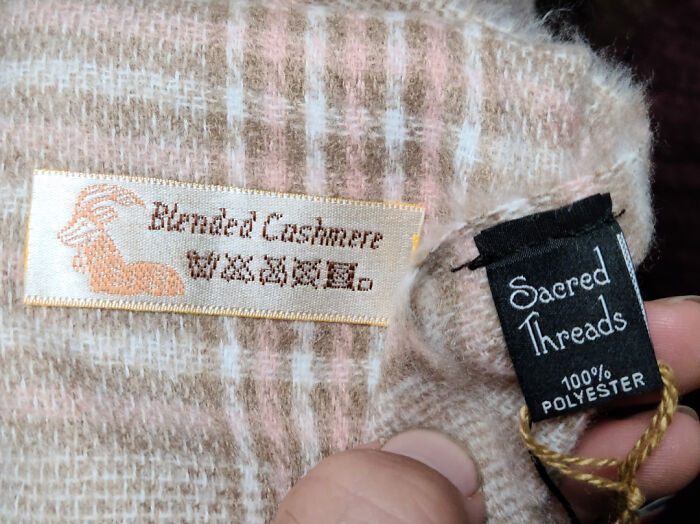 Blended Cashmere
Sacred
Threads
100%
POLYESTER